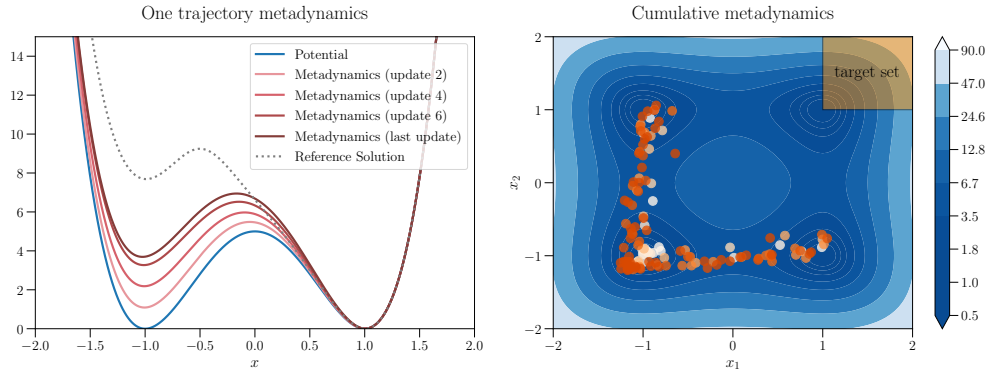 One trajectory metadynamics
14
12
10
8
6
4
2
0
−2.0 −1.5 −1.0 −0.5 0.0 0.5 1.0 1.5 2.0
x
Potential
Metadynamics (update 2)
Metadynamics (update 4)
Metadynamics (update 6)
Metadynamics (last update)
Reference Solution
Cumulative metadynamics
target set
2
1
0
−1
−2
x₂
−2 −1 0 1 2
x₁
90.0
47.0
24.6
12.8
6.7
3.5
1.8
1.0
0.5